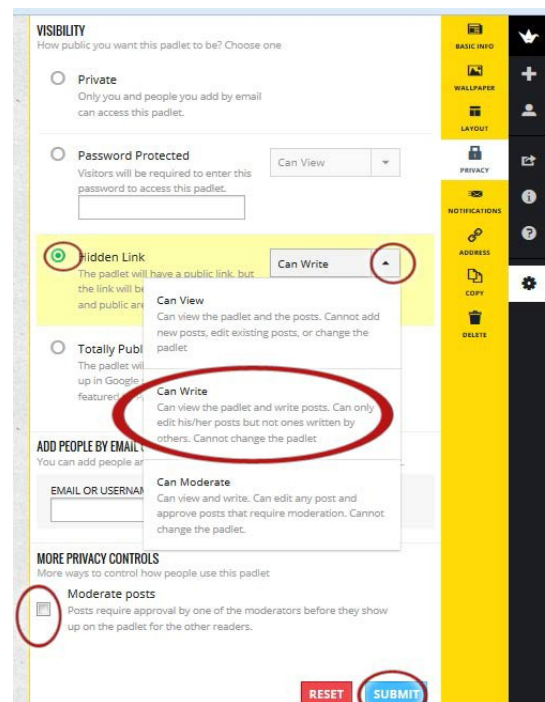 VISIBILITY
How public you want this padlet to be? Choose one
Private
Only you and people you add by email
can access this padlet.
Password Protected
Can View
Visitors will be required to enter this
password to access this padlet.
Hidden Link
Can Write
The padlet will have a public link, but
the link will be
and public are
Can View
Can view the padlet and the posts. Cannot add
new posts, edit existing posts, or change the
padlet
Totally Publ
The padlet wil
up in Google
featured
Can Write
Can view the padlet and write posts. Can only
edit his/her posts but not ones written by
others. Cannot change the padlet
ADD PEOPLE BY EMAIL
You can add people
EMAIL OR USERNAM
Can Moderate
Can view and write. Can edit any post and
approve posts that require moderation. Cannot
change the padlet.
MORE PRIVACY CONTROLS
More ways to control how people use this padlet
Moderate posts
Posts require approval by one of the moderators before they show
up on the padlet for the other readers.
RESET
SUBMIT
BASIC INFO
WALLPAPER
LAYOUT
PRIVACY
NOTIFICATIONS
ADDRESS
COPY
DELETE